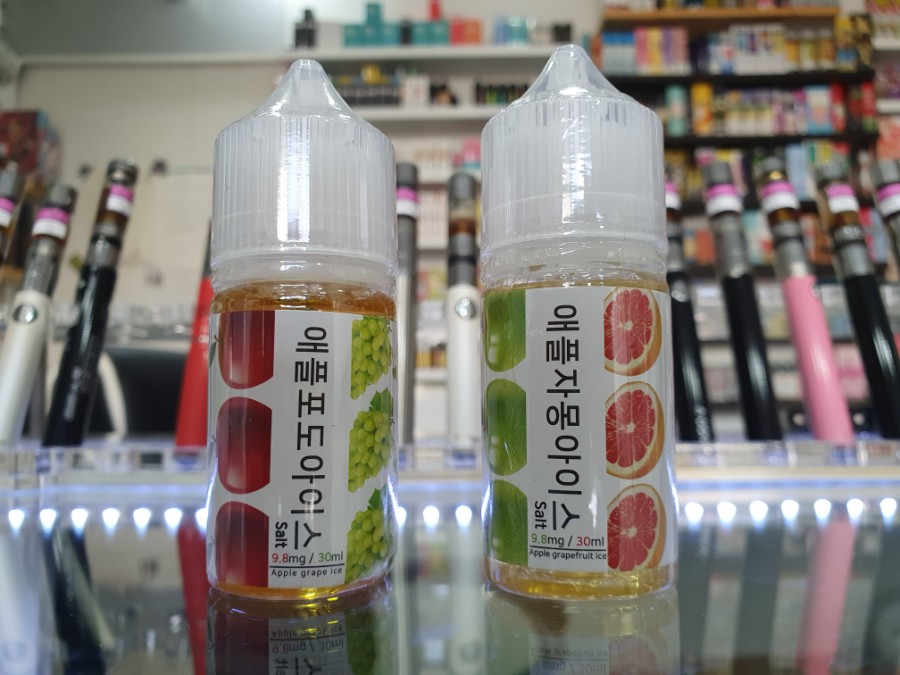 애플포도아이스
Salt
9.8mg / 30ml
Apple grape ice
애플자몽아이스
Salt
9.8mg / 30ml
Apple grapefruit ice